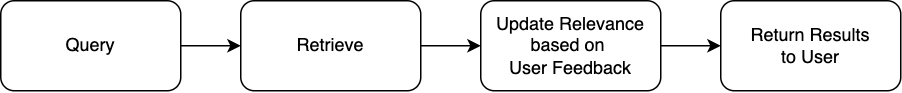 Query
Retrieve
Update Relevance
based on
User Feedback
Return Results
to User